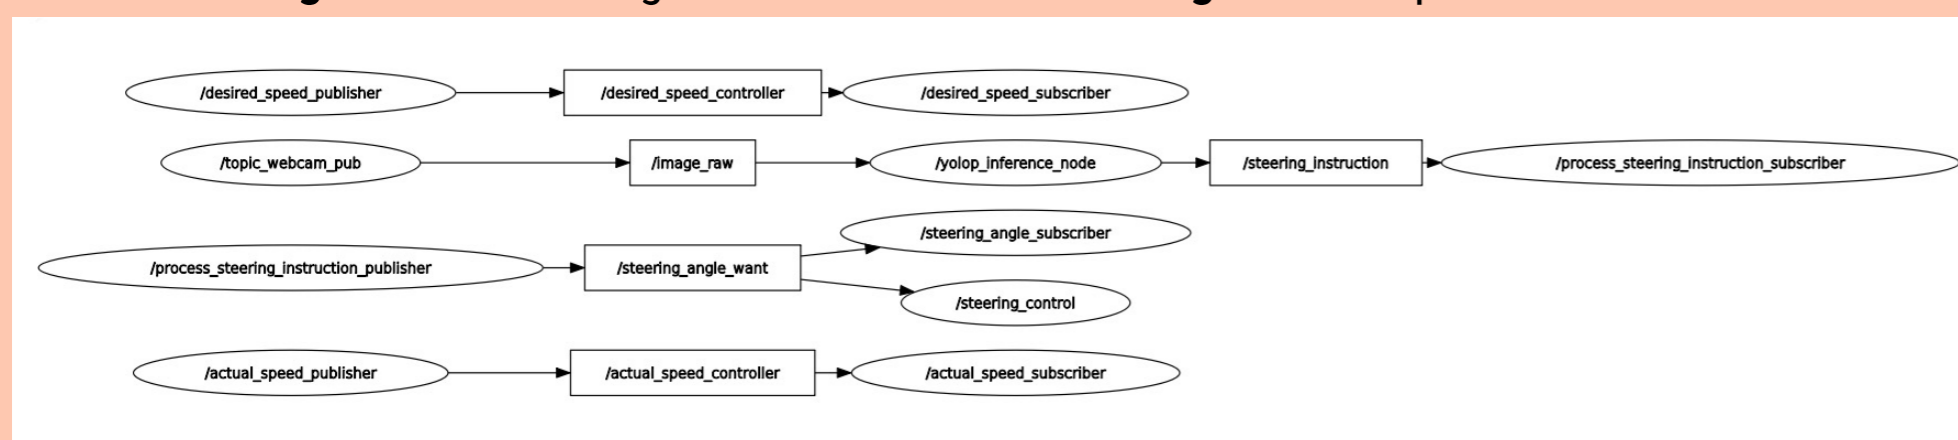 /desired_speed_publisher /desired_speed_controller /desired_speed_subscriber
/topic_webcam_pub /image_raw /yolop_inference_node /steering_instruction /process_steering_instruction_subscriber
/steering_angle_subscriber
/process_steering_instruction_publisher /steering_angle_want
/steering_control
/actual_speed_publisher /actual_speed_controller /actual_speed_subscriber